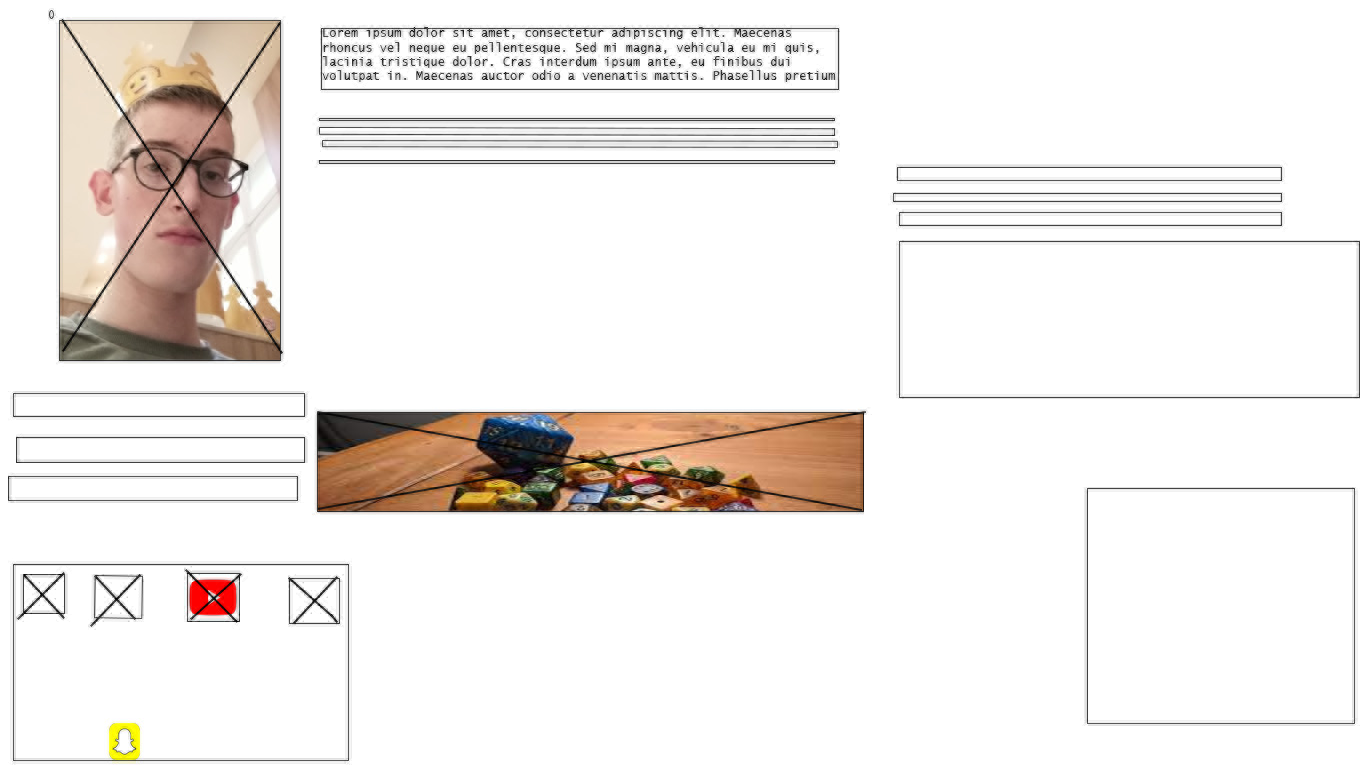 0
Lorem ipsum dolor sit amet, consectetur adipiscing elit. Maecenas
rhoncus vel neque eu pellentesque. Sed mi magna, vehicula eu mi quis,
lacinia tristique dolor. Cras interdum ipsum ante, eu finibus dui
volutpat in. Maecenas auctor odio a venenatis mattis. Phasellus pretium